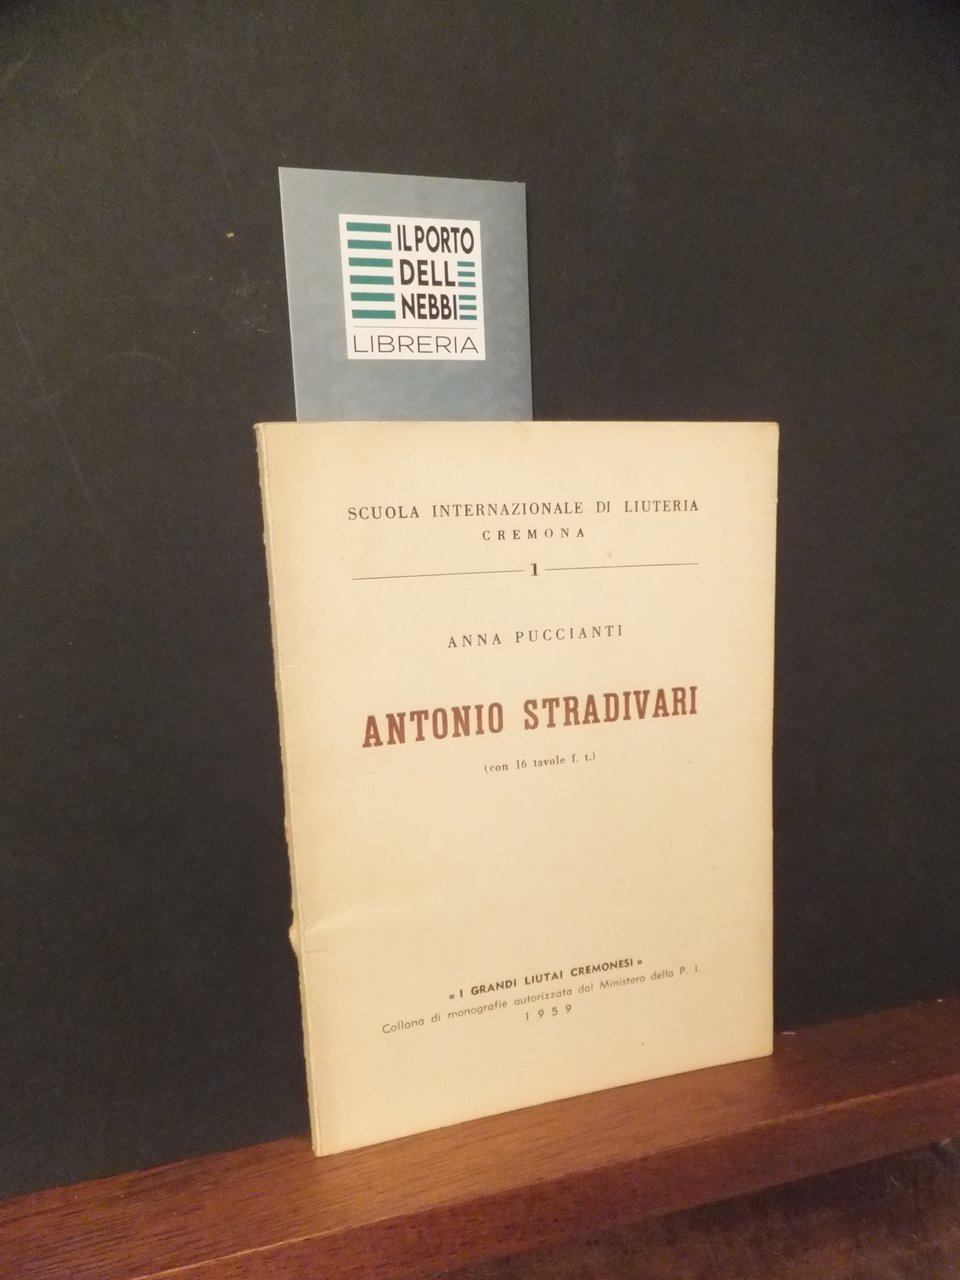 IL PORTO
DELLE
NEBBIE
LIBRERIA
SCUOLA INTERNAZIONALE DI LIUTERIA
CREMONA
1
ANNA PUCCIANTI
ANTONIO STRADIVARI
(con 16 tavole f. t.)
« I GRANDI LIUTAI CREMONESI »
Collana di monografie autorizzata dal Ministero della P. I.
1959